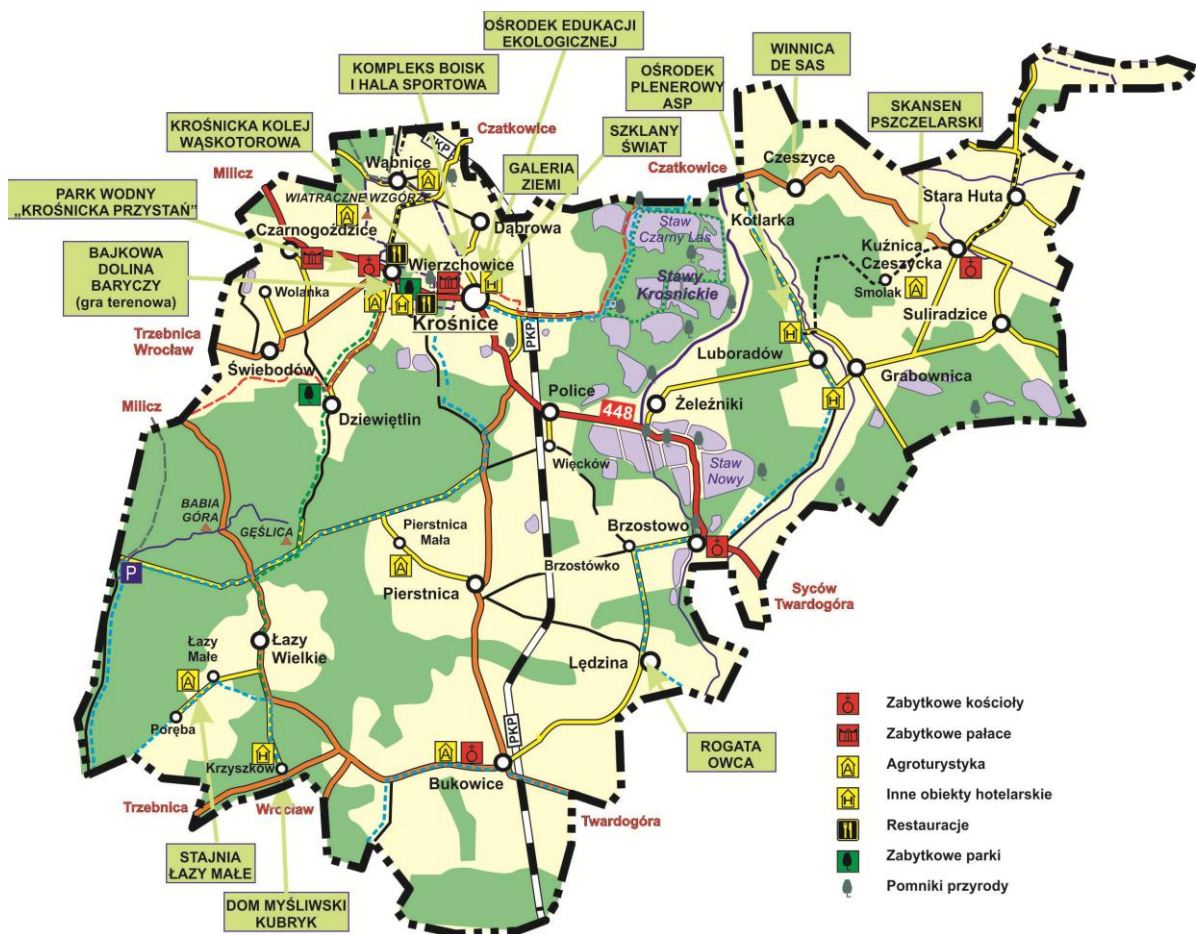 OŚRODEK EDUKACJI
EKOLOGICZNEJ
KOMPLEKS BOISK
I HALA SPORTOWA
OŚRODEK
PLENEROWY
ASP
WINNICA
DE SAS
SKANSEN
PSZCZELARSKI
KROŚNICKA KOLEJ
WĄSKOTOROWA
SZKLANY
ŚWIAT
GALERIA
ZIEMI
PARK WODNY
„KROŚNICKA PRZYSTAŃ”
BAJKOWA
DOLINA
BARYCZY
(gra terenowa)
Czatkowice
PKP
Wąbnice
Milicz
WIATRACZNE WZGÓRZE
Czarnogoździce
Dąbrowa
Wierzchowice
Wolanka
Krośnice
PKP
Trzebnica
Wrocław
Świebodów
Milicz
Dziewiętlin
Czatkowice
Czeszyce
Kotlarka
Stara Huta
Staw
Czarny Las
Stawy
Krosnickie
Kuźnica
Czeszycka
Smolak
Suliradzice
Luboradów
Grabownica
Police
448
Żeleźniki
Więcków
Staw
Nowy
BABIA
GÓRA
GĘŚLICA
Pierstnica
Mała
Brzostowo
Brzostówko
P
Pierstnica
Syców
Twardogóra
Łazy
Wielkie
Łazy
Małe
Lędzina
Poręba
PKP
Krzyszków
Bukowice
ROGATA
OWCA
Trzebnica
Wrocław
Twardogóra
STAJNIA
ŁAZY MAŁE
DOM MYŚLIWSKI
KUBRYK
Zabytkowe kościoły
Zabytkowe pałace
A Agroturystyka
H Inne obiekty hotelarskie
Restauracje
Zabytkowe parki
Pomniki przyrody